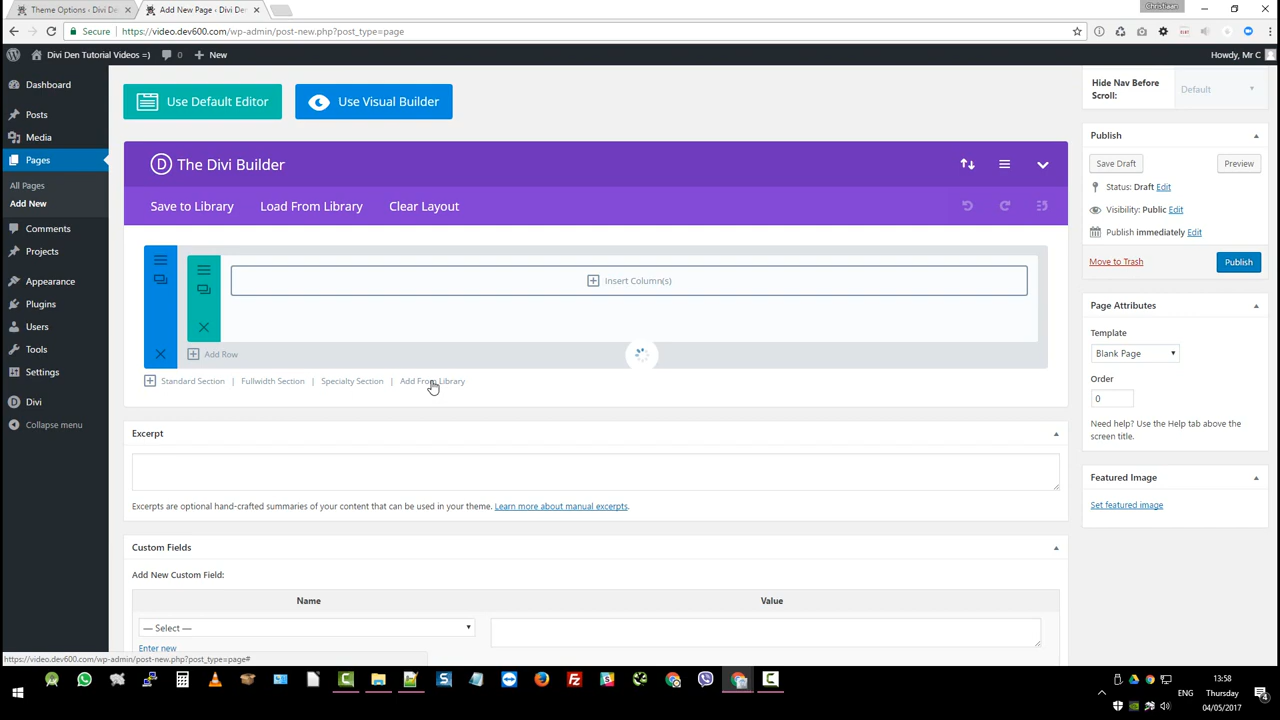 Theme Options - Divi De
Add New Page - Divi Den
Christiaan
Secure
https://video.dev600.com/wp-admin/post-new.php?post_type=page
Divi Den Tutorial Videos =)
0
New
Howdy, Mr C
Dashboard
Posts
Media
Pages
All Pages
Add New
Comments
Projects
Appearance
Plugins
Users
Tools
Settings
Divi
Collapse menu
Use Default Editor
Use Visual Builder
D The Divi Builder
Save to Library
Load From Library
Clear Layout
Insert Column(s)
Add Row
Standard Section | Fullwidth Section | Specialty Section | Add From Library
Excerpt
Excerpts are optional hand-crafted summaries of your content that can be used in your theme. Learn more about manual excerpts.
Custom Fields
Add New Custom Field:
Name
Value
— Select —
Enter new
Hide Nav Before
Scroll:
Default
Publish
Save Draft
Preview
Status: Draft Edit
Visibility: Public Edit
Publish immediately Edit
Move to Trash
Publish
Page Attributes
Template
Blank Page
Order
0
Need help? Use the Help tab above the
screen title.
Featured Image
Set featured image
https://video.dev600.com/wp-admin/post-new.php?post_type=page#
ENG
13:58
Thursday
04/05/2017
4